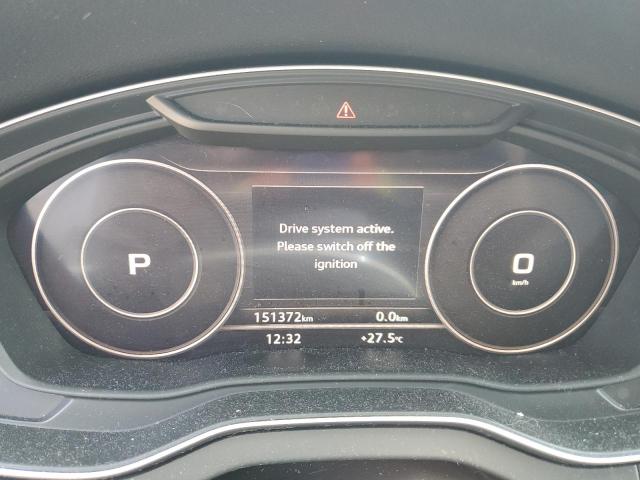 Drive system active.
Please switch off the
ignition
P
0
km/h
151372km 0.0km
12:32 +27.5°C